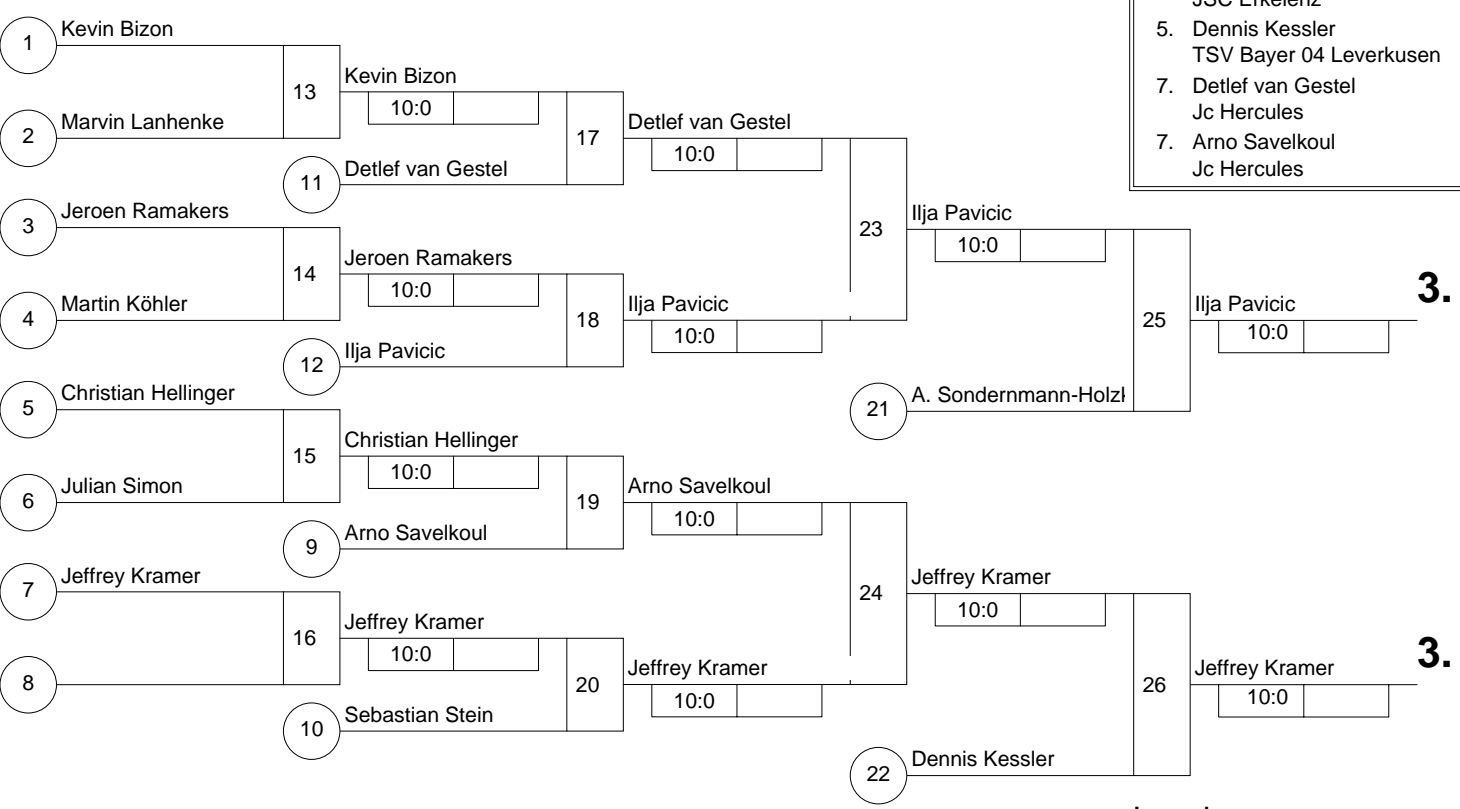 JSC Erkelenz
5. Dennis Kessler
TSV Bayer 04 Leverkusen
7. Detlef van Gestel
Jc Hercules
7. Arno Savelkoul
Jc Hercules
1 Kevin Bizon
13
Kevin Bizon
10:0
2 Marvin Lanhenke
17
Detlef van Gestel
10:0
11 Detlef van Gestel
3 Jeroen Ramakers
23
Ilja Pavicic
10:0
14
Jeroen Ramakers
10:0
4 Martin Köhler
18
Ilja Pavicic
10:0
25
Ilja Pavicic
10:0
3.
12 Ilja Pavicic
5 Christian Hellinger
21 A. Sondernmann-Holz
15
Christian Hellinger
10:0
6 Julian Simon
19
Arno Savelkoul
10:0
9 Arno Savelkoul
7 Jeffrey Kramer
24
Jeffrey Kramer
10:0
16
Jeffrey Kramer
10:0
8
20
Jeffrey Kramer
10:0
26
Jeffrey Kramer
10:0
3.
10 Sebastian Stein
22 Dennis Kessler